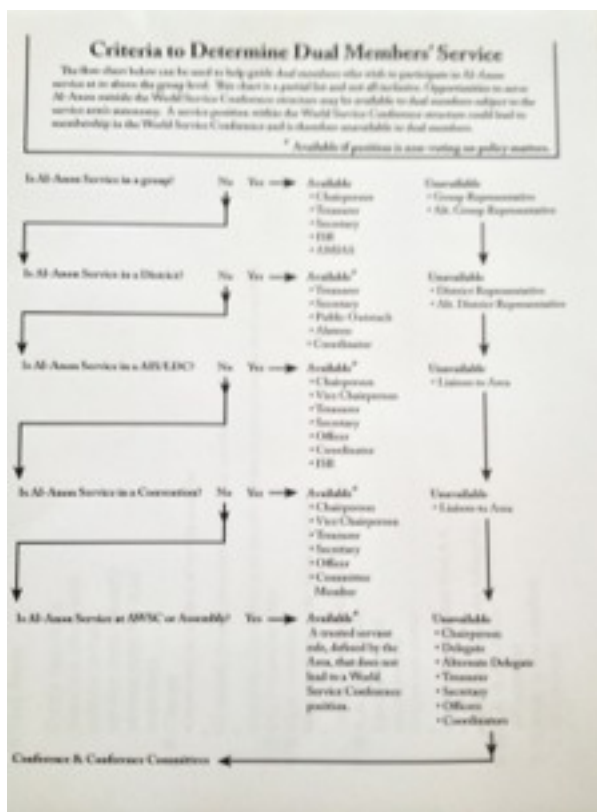 Criteria to Determine Dual Members' Service
The flow chart below can be used to help guide dual members who wish to participate in Al-Anon
service at or above the group level. This chart is a partial list and not all inclusive. Opportunities to serve
Al-Anon outside the World Service Conference structure may be available to dual members subject to the
service arm's autonomy. A service position within the World Service Conference structure could lead to
membership in the World Service Conference and is therefore unavailable to dual members.
* Available if position is non-voting on policy matters.
Is Al-Anon Service in a group? No Yes Available Unavailable
• Chairperson • Group Representative
• Treasurer • Alt. Group Representative
• Secretary
• ISR
• AMIAS
Is Al-Anon Service in a District? No Yes Available* Unavailable
• Treasurer • District Representative
• Secretary • Alt. District Representative
• Public Outreach
• Alateen
• Coordinator
Is Al-Anon Service in a AIS/LDC? No Yes Available* Unavailable
• Chairperson • Liaison to Area
• Vice Chairperson
• Treasurer
• Secretary
• Officer
• Coordinator
• ISR
Is Al-Anon Service in a Convention? No Yes Available* Unavailable
• Chairperson • Liaison to Area
• Vice Chairperson
• Treasurer
• Secretary
• Officer
• Committee
Member
Is Al-Anon Service at AWSC or Assembly? Yes Available* Unavailable
A trusted servant • Chairperson
role, defined by the • Delegate
Area, that does not • Alternate Delegate
lead to a World • Treasurer
Service Conference • Secretary
position. • Officers
• Coordinators
Conference & Conference Committees